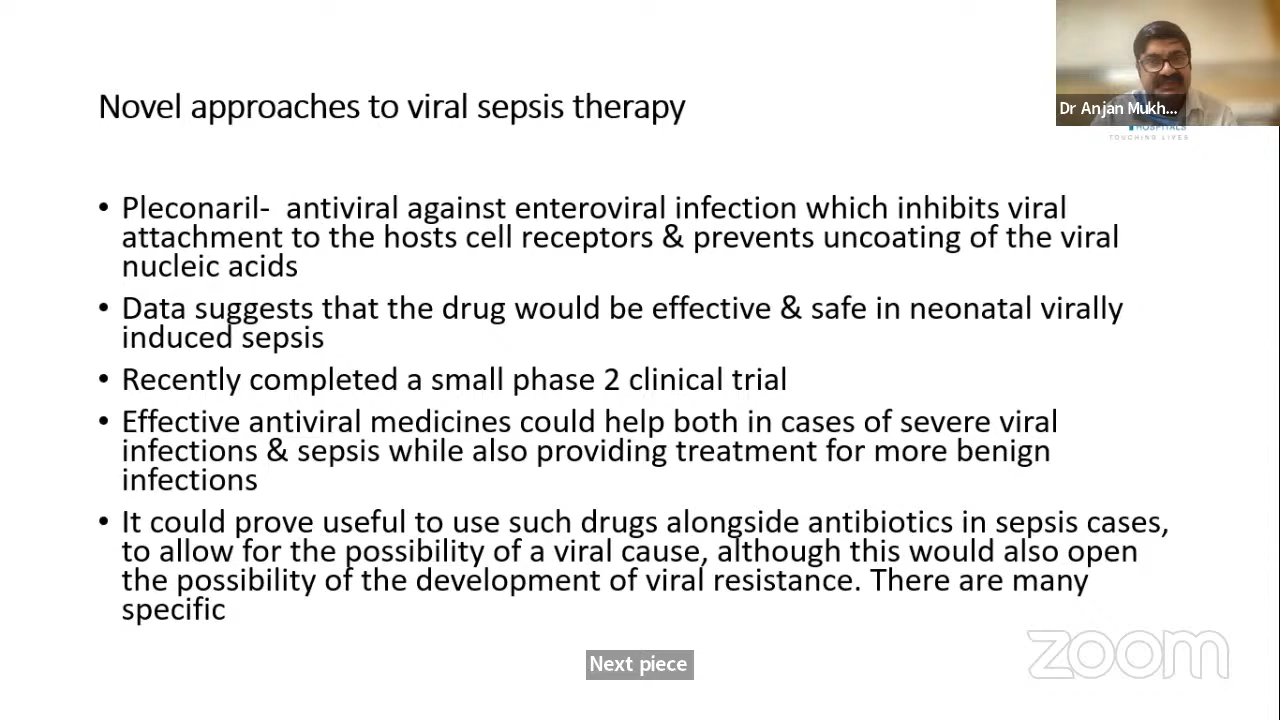 Novel approaches to viral sepsis therapy
Dr Anjan Mukh...
HOSPITALS
TOUCHING LIVES
• Pleconaril- antiviral against enteroviral infection which inhibits viral
attachment to the hosts cell receptors & prevents uncoating of the viral
nucleic acids
• Data suggests that the drug would be effective & safe in neonatal virally
induced sepsis
• Recently completed a small phase 2 clinical trial
• Effective antiviral medicines could help both in cases of severe viral
infections & sepsis while also providing treatment for more benign
infections
• It could prove useful to use such drugs alongside antibiotics in sepsis cases,
to allow for the possibility of a viral cause, although this would also open
the possibility of the development of viral resistance. There are many
specific
Next piece
zoom